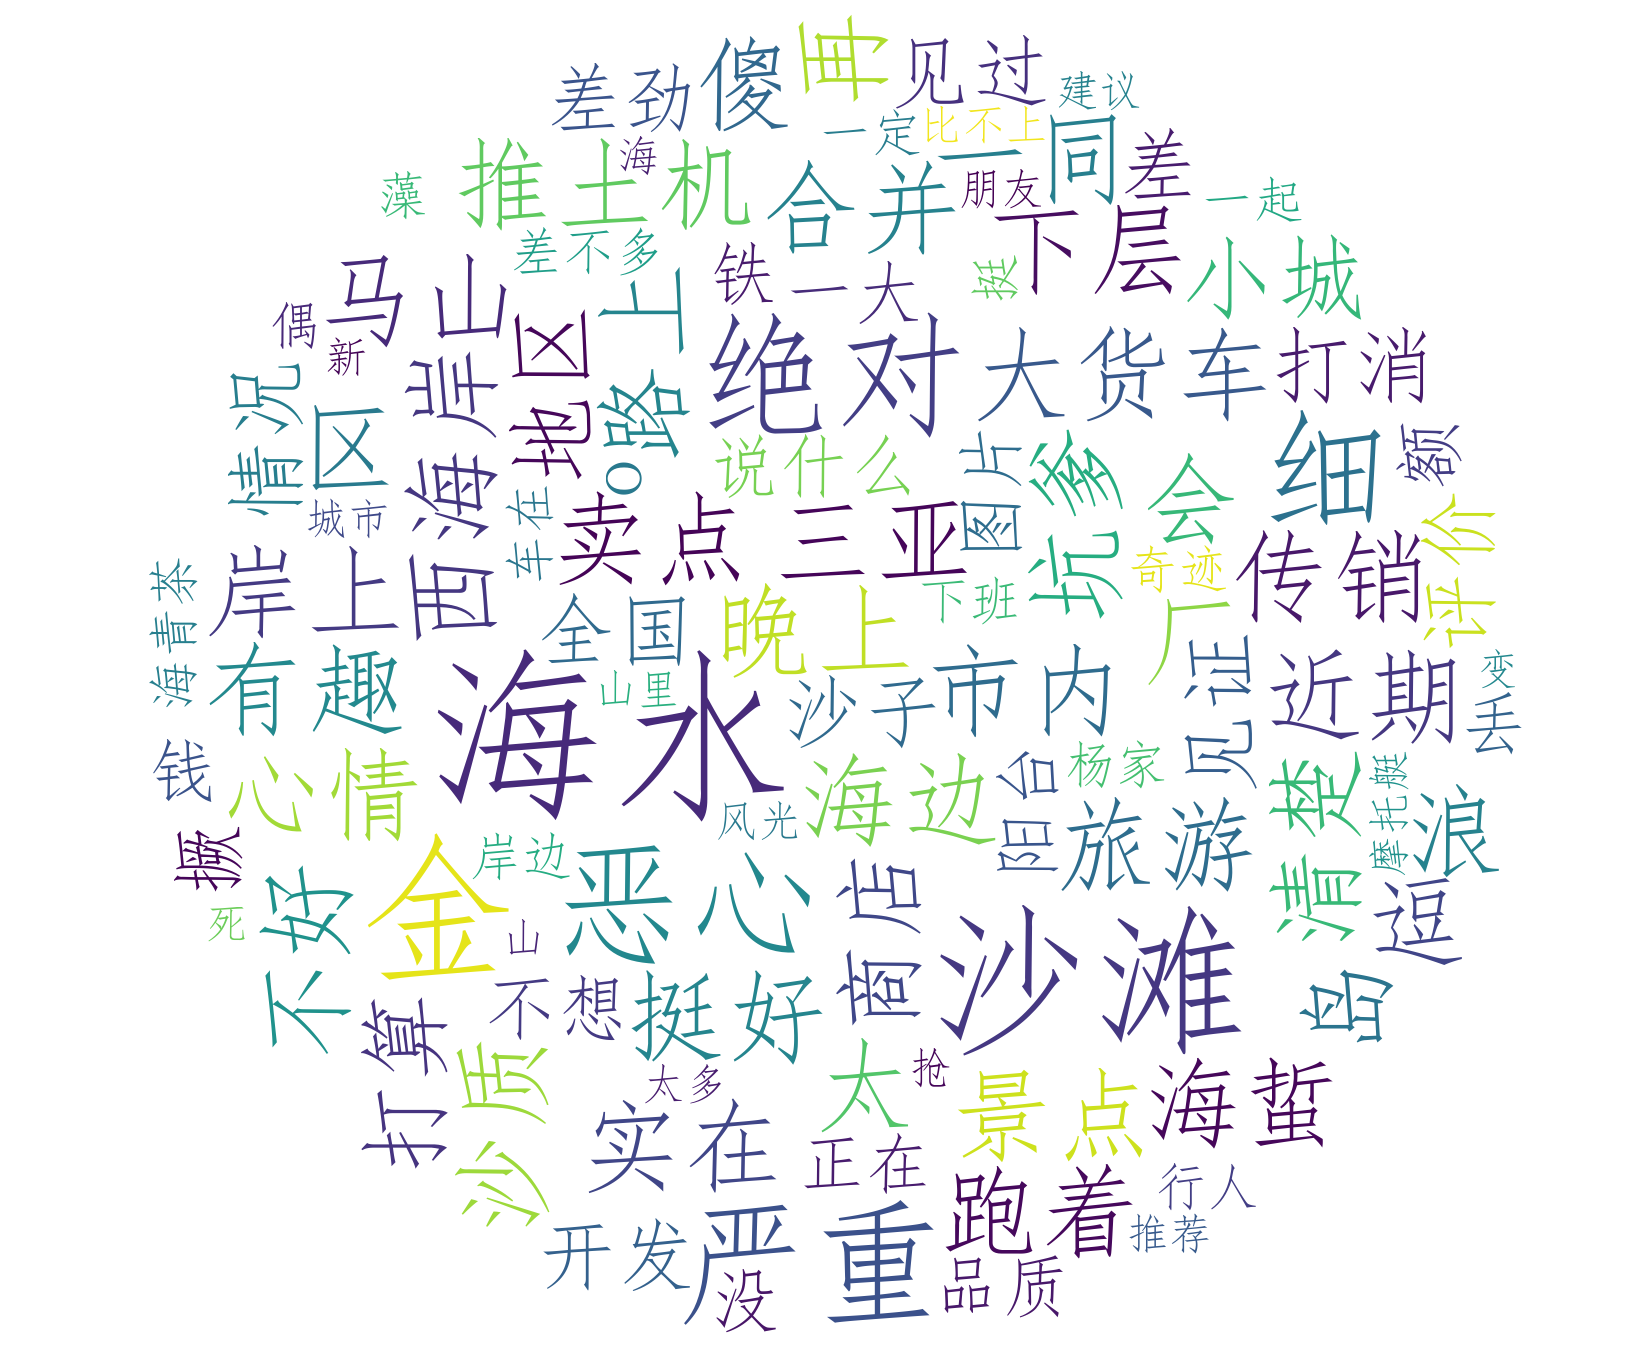 再
见过
差劲
傻
建议
一定
比不上
一同
海
推土机
合并
朋友
差
藻
一起
差不多
下层
铁
挺
小城
马
山
上
一大
偶
新
绝对
大货车
打消
地区
情况
区
西海岸
路
o
说什么
图片
坑爹
会
细
额
城市
车在
卖点
三亚
岸上
奇迹
传销
评价
海青茶
全国
晚上
下班
厂
有趣
海水
山里
沙子
市内
见证
近期
变
丢
钱
心情
风光
海边
阳台
杨家
清楚
摩托艇
浪
撅
岸边
旅游
死
不好
金
恶心
商店
逗
山
沙滩
岛
打算
不想
挺好
沙质
太多
太
抢
景点
海蜇
实在
正在
跑着
行人
开发
严重
推荐
没
品质